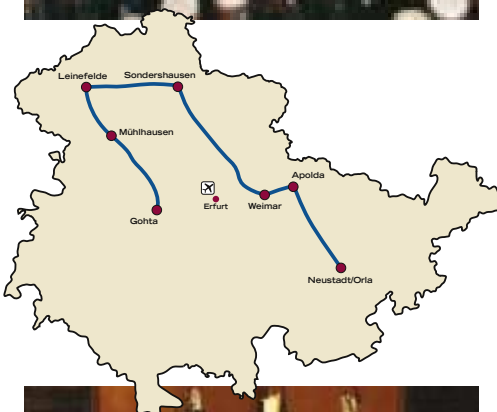 Leinefelde
Sondershausen
Mühlhausen
Apolda
Gohta
Erfurt
Weimar
Neustadt/Orla